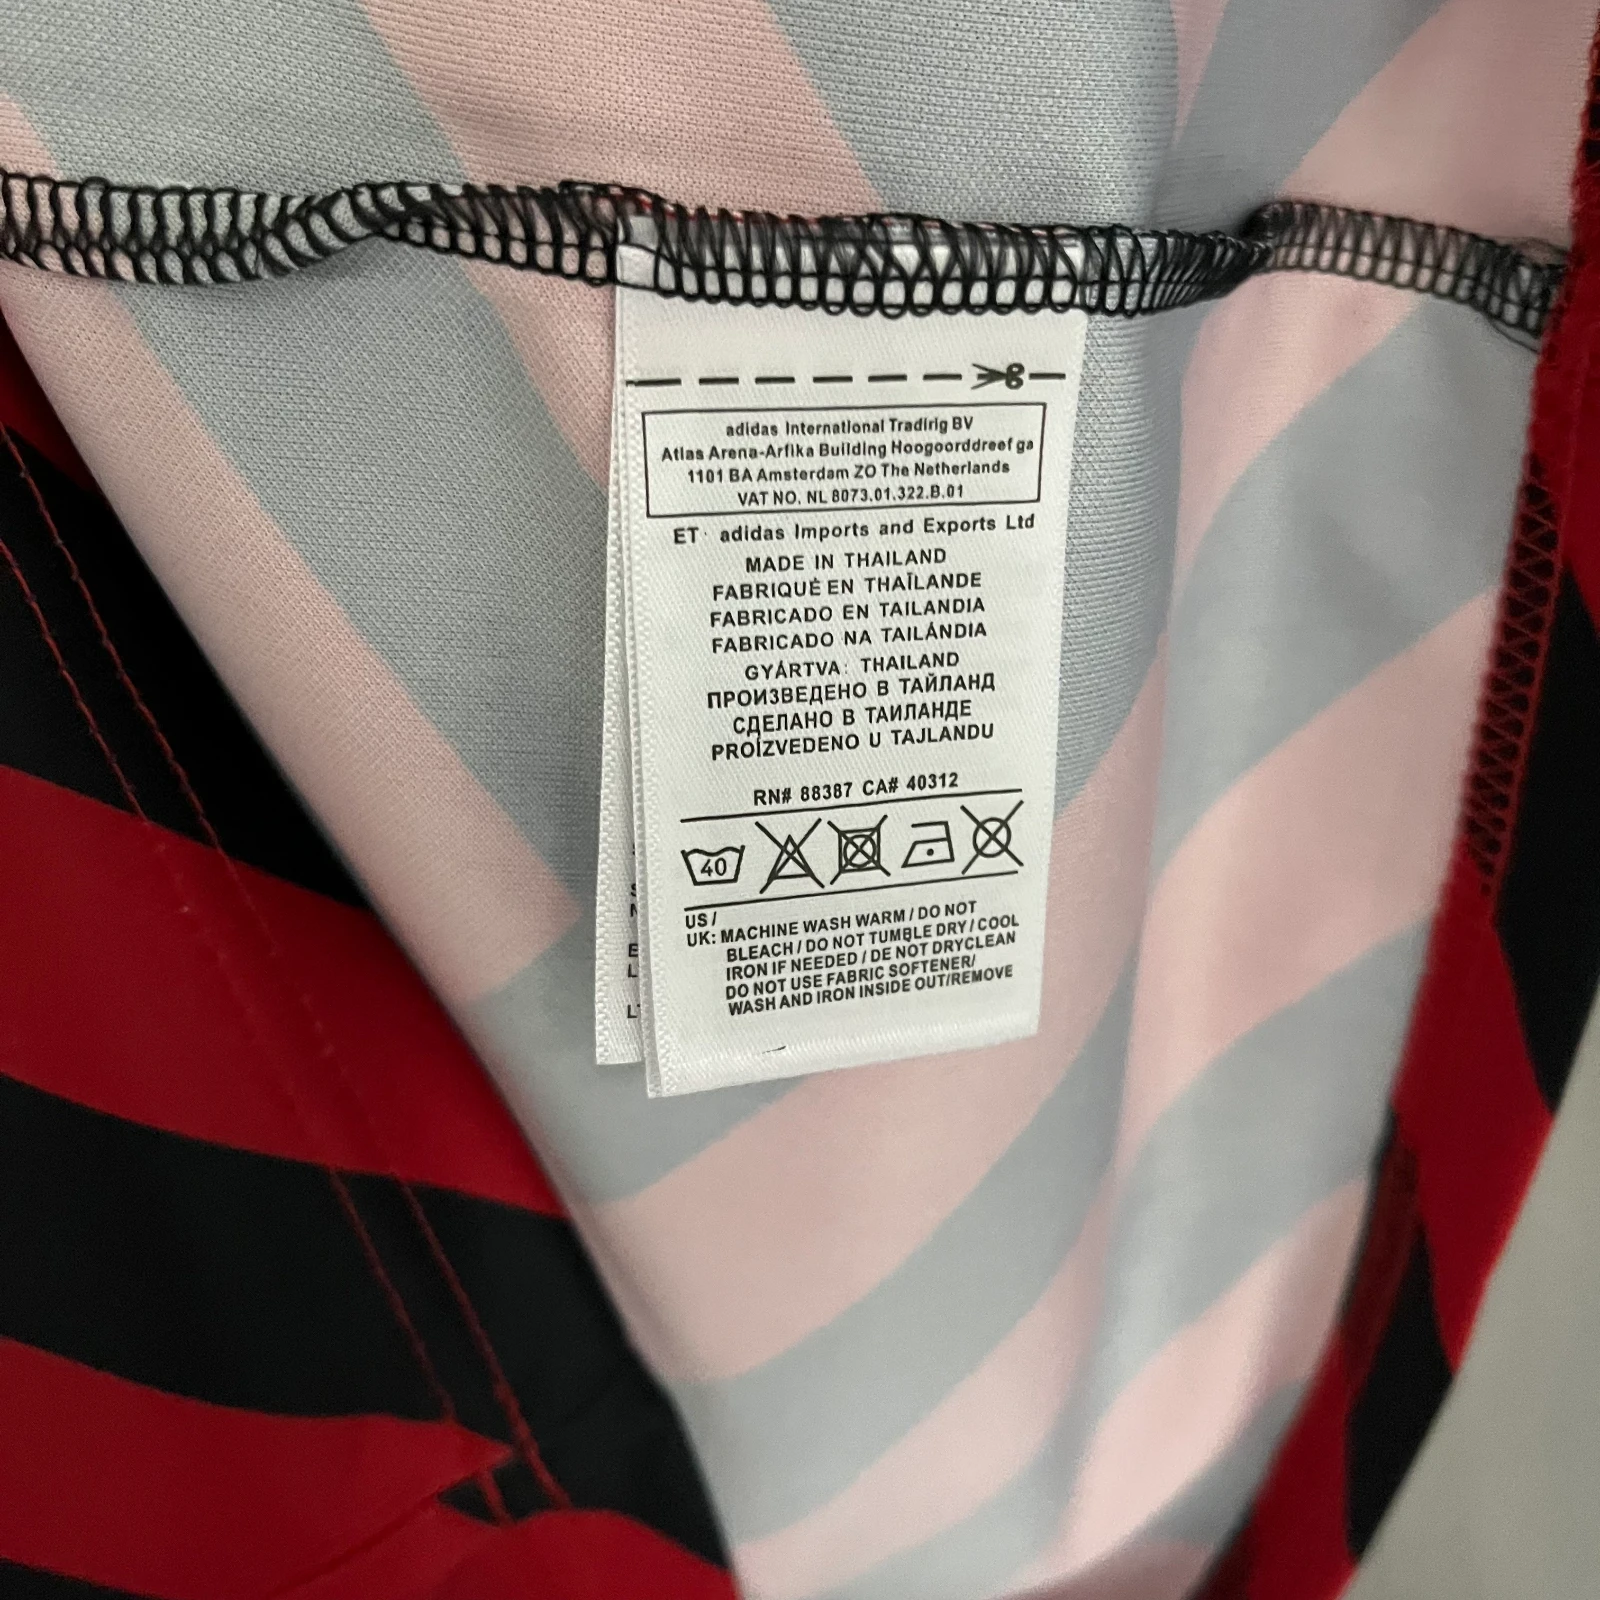 adidas International Tradirig BV
Atlas Arena-Arfika Building Hoogoorddreef ga
1101 BA Amsterdam ZO The Netherlands
VAT NO. NL 8073.01.322.B.01
ET· adidas Imports and Exports Ltd
MADE IN THAILAND
FABRIQUÉ EN THAÏLANDE
FABRICADO EN TAILANDIA
FABRICADO NA TAILÁNDIA
GYÁRTVA: THAILAND
ПРОИЗВЕДЕНО В ТАЙЛАНД
СДЕЛАНО В ТАИЛАНДЕ
PROÍZVEDENO U TAJLANDU
RN# 88387 CA# 40312
40
US /
UK: MACHINE WASH WARM / DO NOT
BLEACH / DO NOT TUMBLE DRY / COOL
IRON IF NEEDED / DE NOT DRYCLEAN
DO NOT USE FABRIC SOFTENER/
WASH AND IRON INSIDE OUT/REMOVE